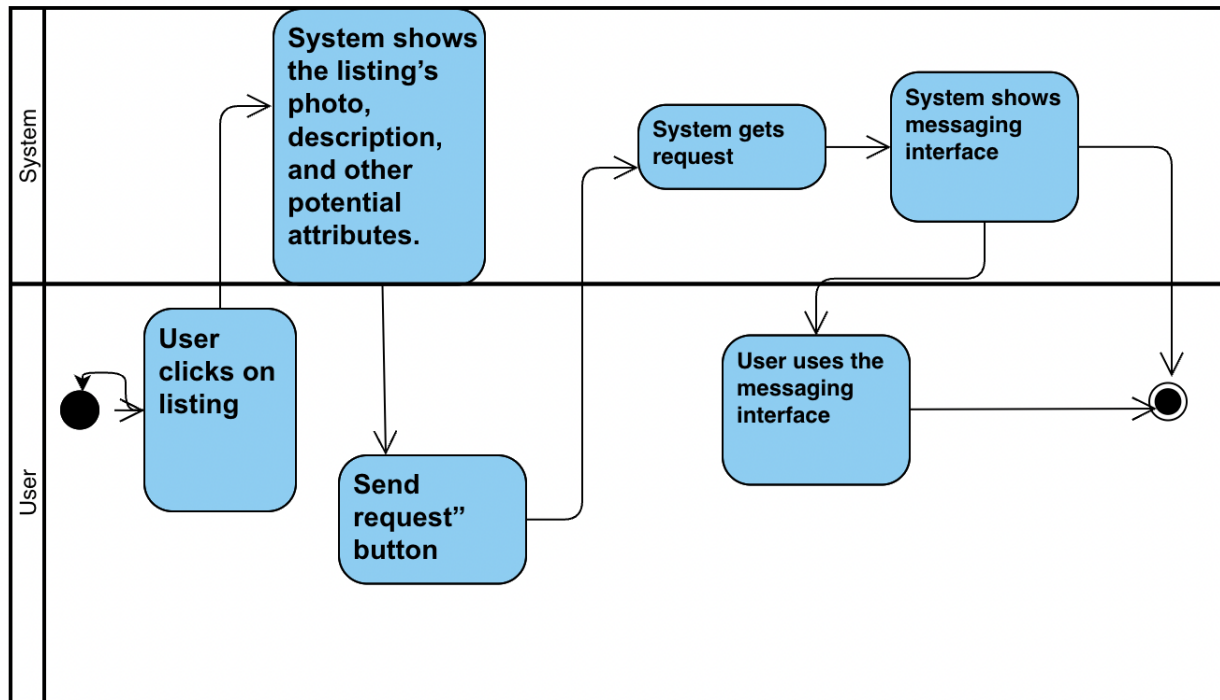 System
System shows
the listing’s
photo,
description,
and other
potential
attributes.
System gets
request
System shows
messaging
interface
User
User
clicks on
listing
Send
request”
button
User uses the
messaging
interface